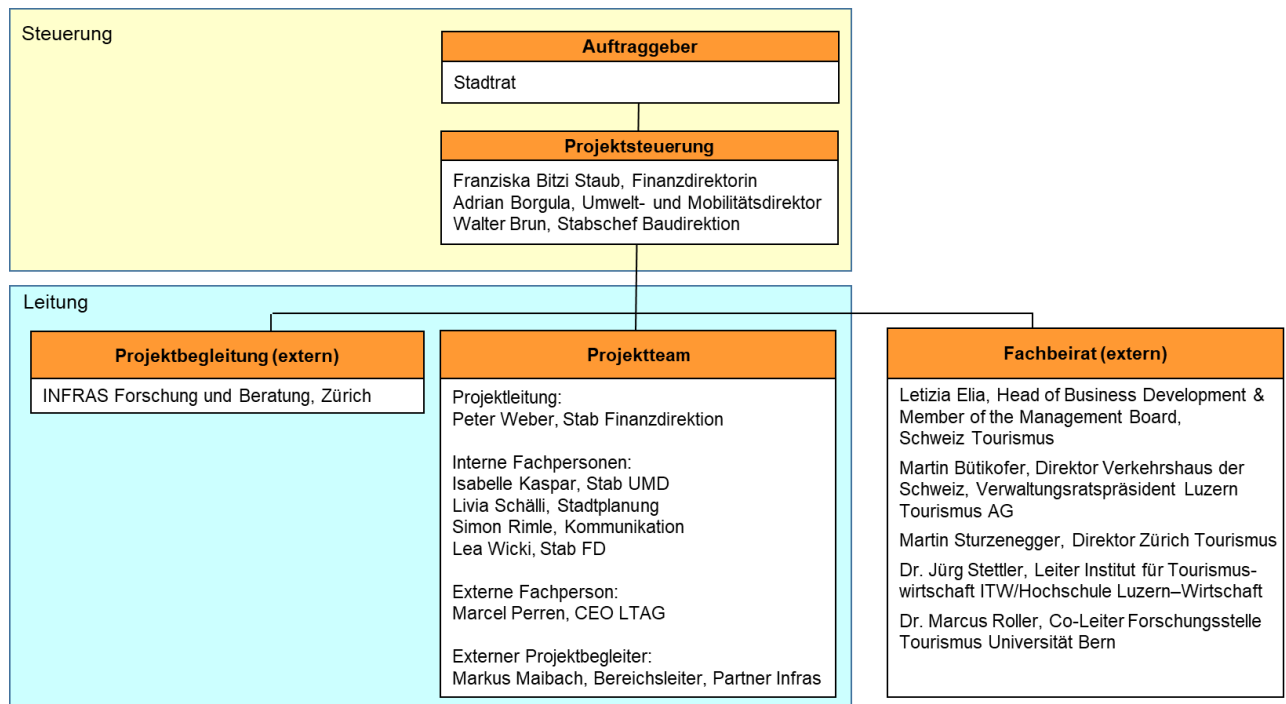 Steuerung
Auftraggeber
Stadtrat
Projektsteuerung
Franziska Bitzi Staub, Finanzdirektorin
Adrian Borgula, Umwelt- und Mobilitätsdirektor
Walter Brun, Stabschef Baudirektion
Leitung
Projektbegleitung (extern)
INFRAS Forschung und Beratung, Zürich
Projektteam
Projektleitung:
Peter Weber, Stab Finanzdirektion
Interne Fachpersonen:
Isabelle Kaspar, Stab UMD
Livia Schälli, Stadtplanung
Simon Rimle, Kommunikation
Lea Wicki, Stab FD
Externe Fachperson:
Marcel Perren, CEO LTAG
Externer Projektbegleiter:
Markus Maibach, Bereichsleiter, Partner Infras
Fachbeirat (extern)
Letizia Elia, Head of Business Development &
Member of the Management Board,
Schweiz Tourismus
Martin Bütikofer, Direktor Verkehrshaus der
Schweiz, Verwaltungsratspräsident Luzern
Tourismus AG
Martin Sturzenegger, Direktor Zürich Tourismus
Dr. Jürg Stettler, Leiter Institut für Tourismus-
wirtschaft ITW/Hochschule Luzern–Wirtschaft
Dr. Marcus Roller, Co-Leiter Forschungsstelle
Tourismus Universität Bern